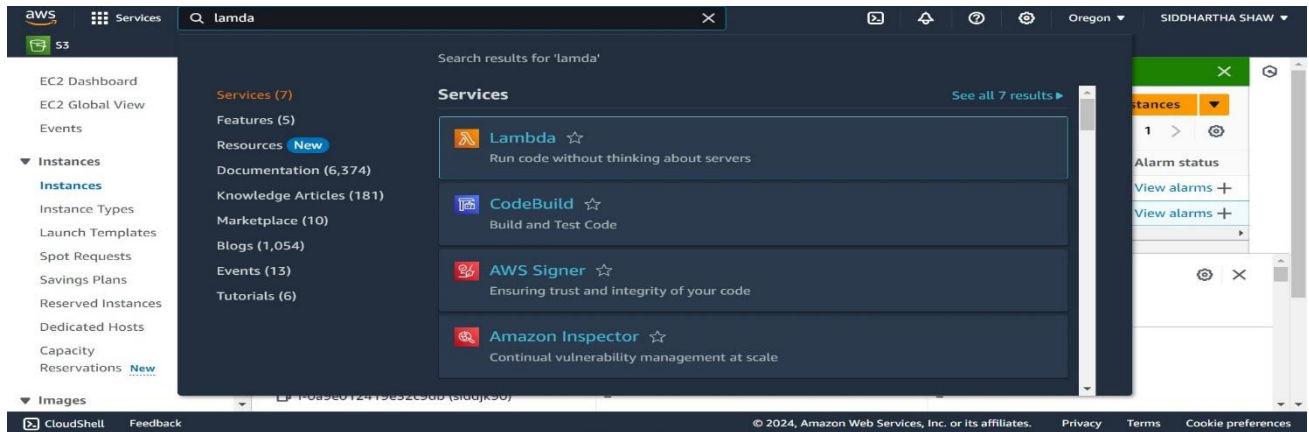 aws
Services
lamda
Oregon
SIDDHARTHA SHAW
S3
EC2 Dashboard
EC2 Global View
Events
Instances
Instances
Instance Types
Launch Templates
Spot Requests
Savings Plans
Reserved Instances
Dedicated Hosts
Capacity
Reservations New
Images
Search results for 'lamda'
Services (7)
Features (5)
Resources New
Documentation (6,374)
Knowledge Articles (181)
Marketplace (10)
Blogs (1,054)
Events (13)
Tutorials (6)
Services
See all 7 results
Lambda
Run code without thinking about servers
CodeBuild
Build and Test Code
AWS Signer
Ensuring trust and integrity of your code
Amazon Inspector
Continual vulnerability management at scale
1
Alarm status
View alarms
View alarms
CloudShell Feedback
© 2024, Amazon Web Services, Inc. or its affiliates. Privacy Terms Cookie preferences